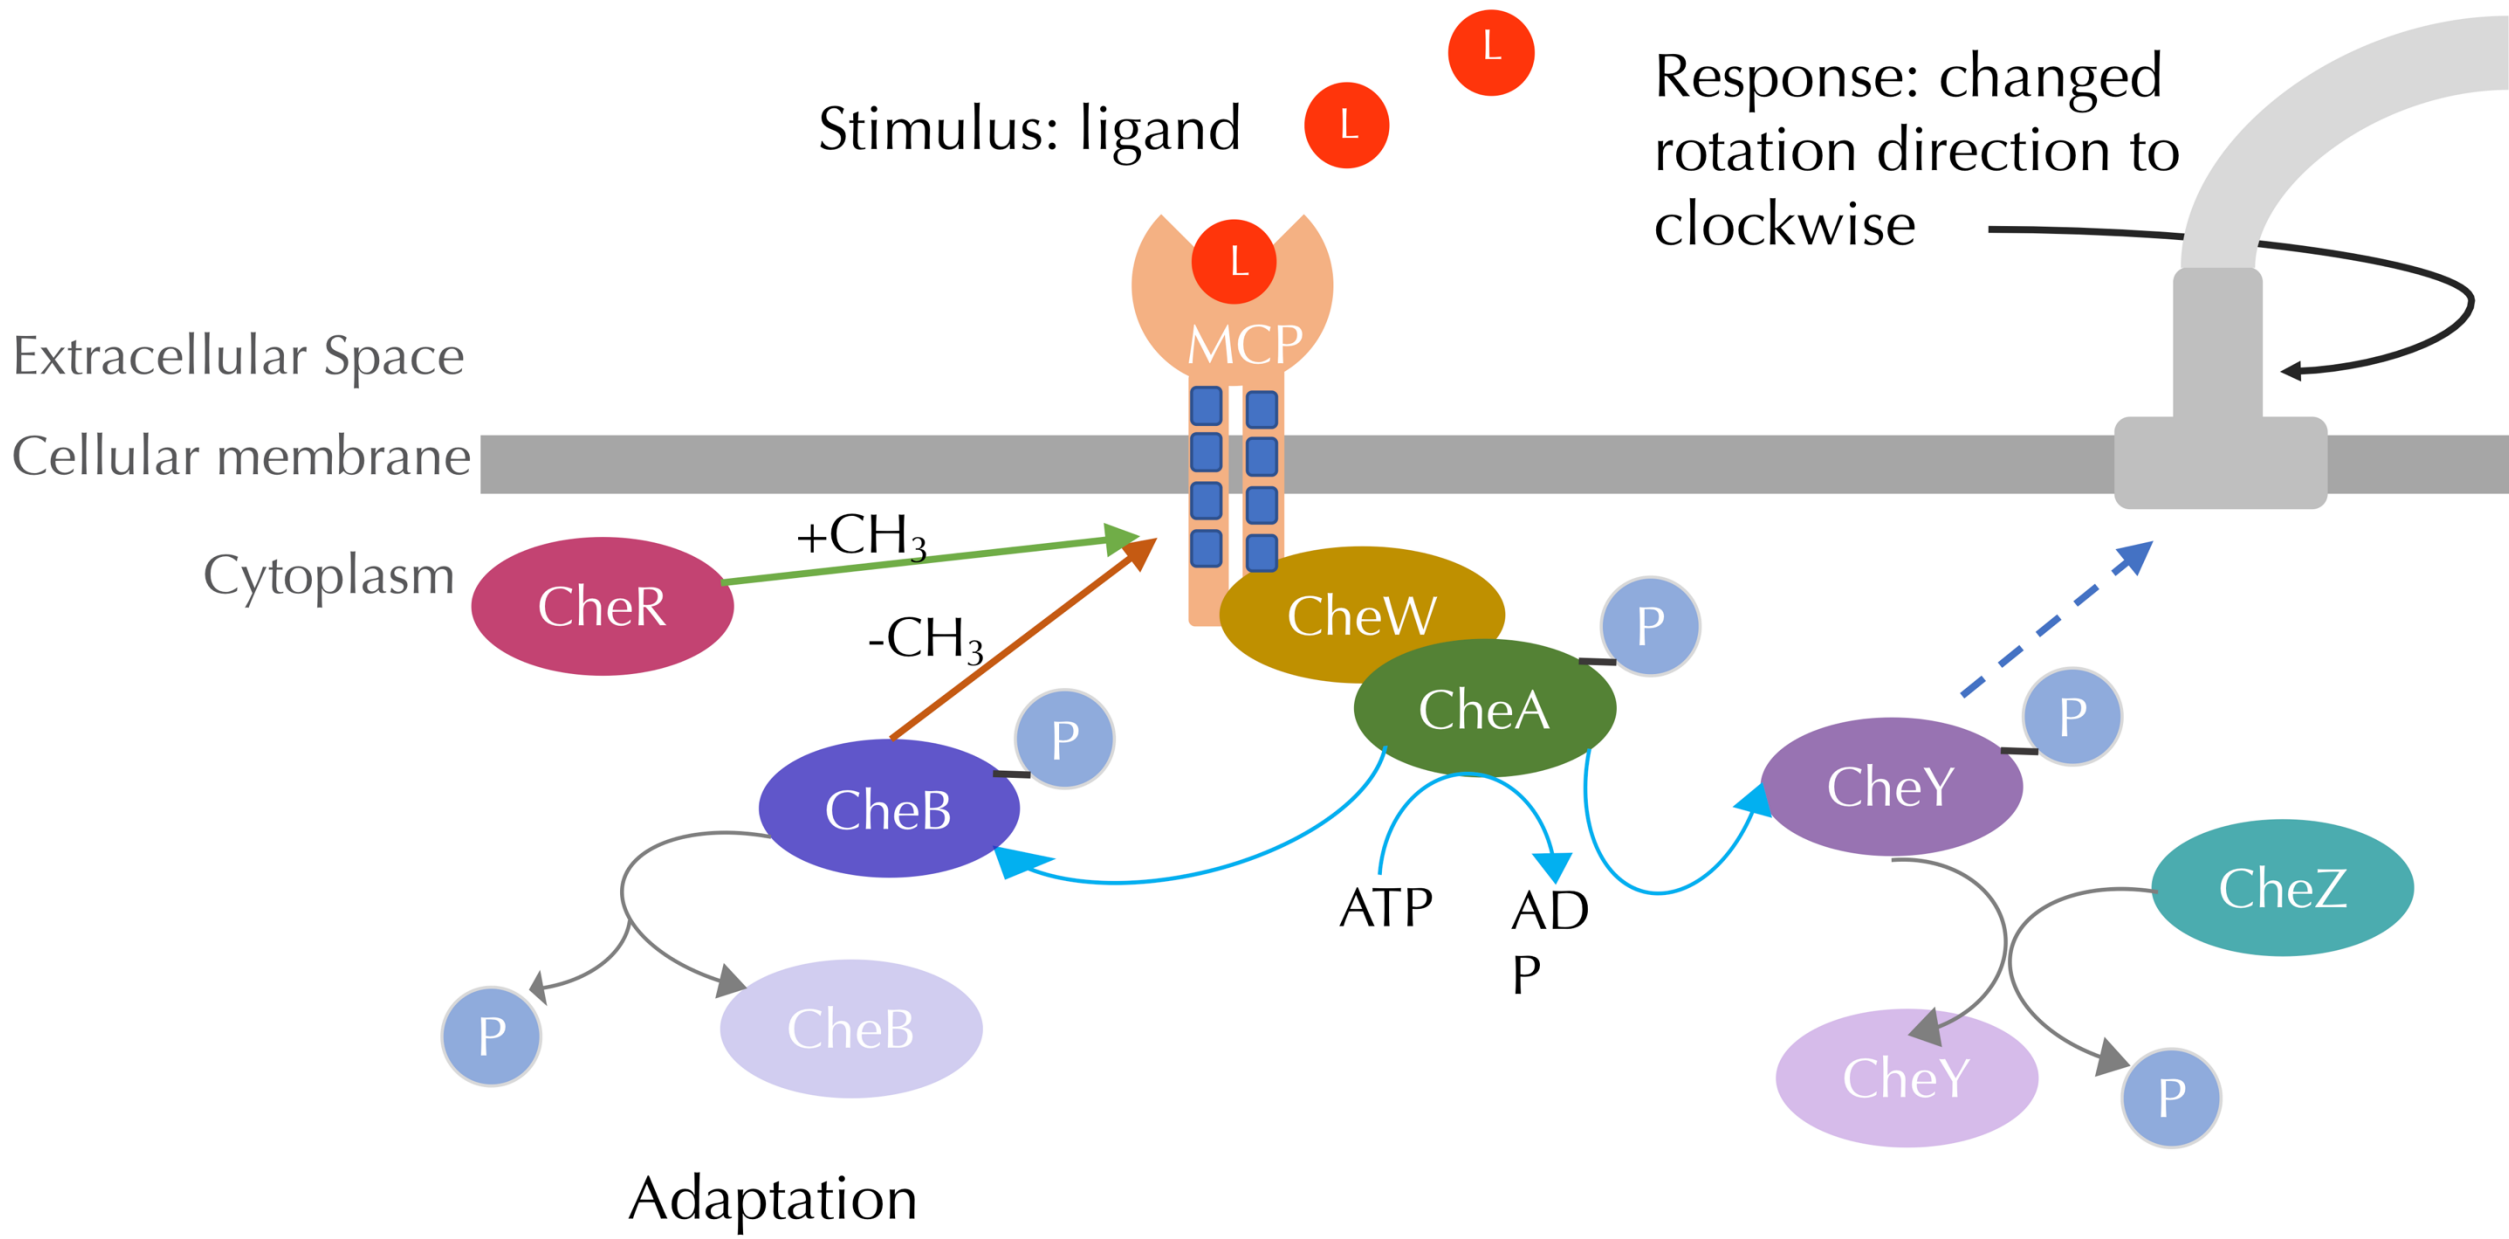 L
L
Stimulus: ligand
Response: changed
rotation direction to
clockwise
L
MCP
Extracellular Space
Cellular membrane
Cytoplasm
+CH3
CheR
-CH3
CheW
P
CheA
P
P
CheB
CheY
ATP
AD
P
CheZ
P
CheB
CheY
P
Adaptation